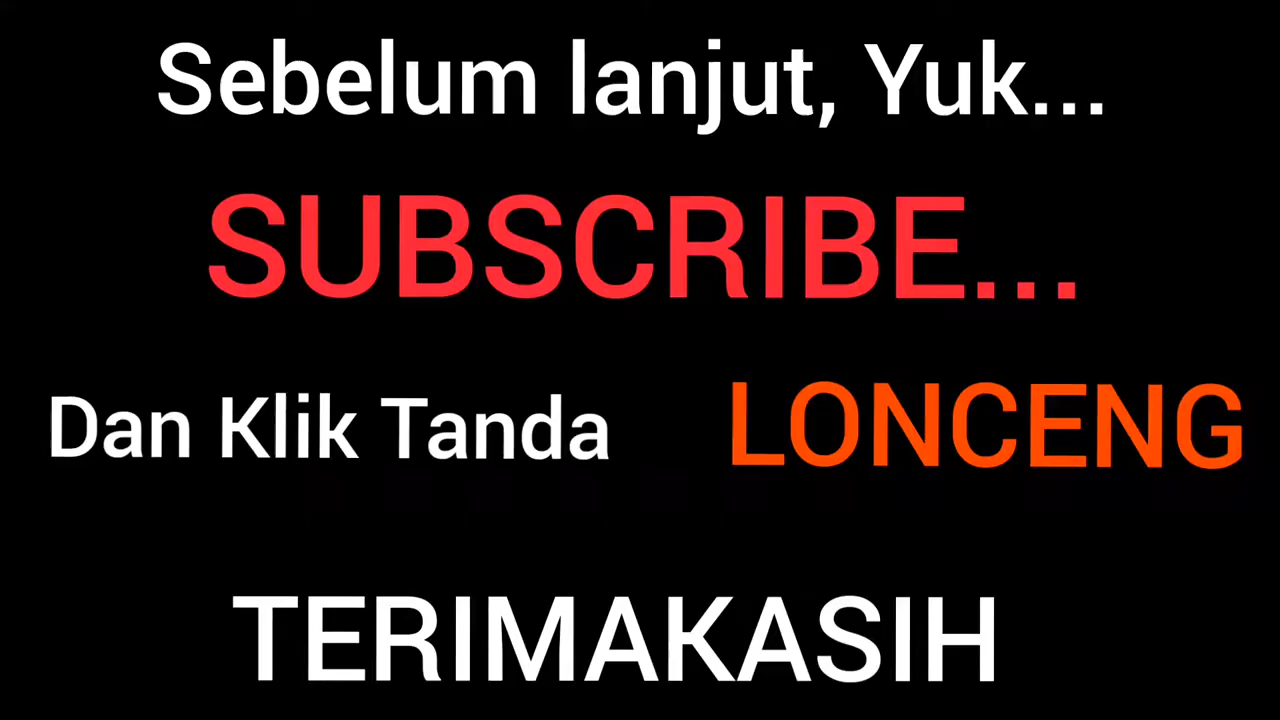 Sebelum lanjut, Yuk...
SUBSCRIBE...
Dan Klik Tanda LONCENG
TERIMAKASIH